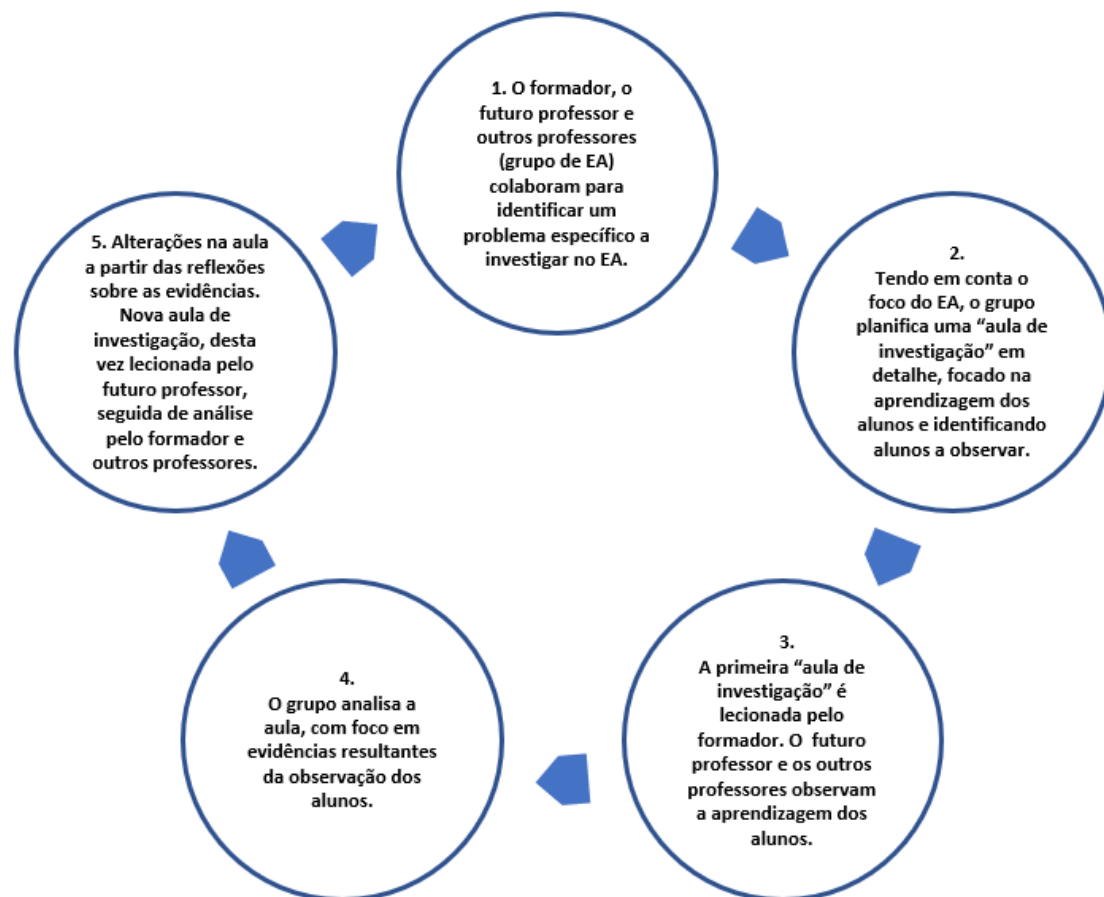 1. O formador, o
futuro professor e
outros professores
(grupo de EA)
colaboram para
identificar um
problema específico a
investigar no EA.
2.
Tendo em conta o
foco do EA, o grupo
planifica uma “aula de
investigação” em
detalhe, focado na
aprendizagem dos
alunos e identificando
alunos a observar.
3.
A primeira “aula de
investigação” é
lecionada pelo
formador. O futuro
professor e os outros
professores observam
a aprendizagem dos
alunos.
4.
O grupo analisa a
aula, com foco em
evidências resultantes
da observação dos
alunos.
5. Alterações na aula
a partir das reflexões
sobre as evidências.
Nova aula de
investigação, desta
vez lecionada pelo
futuro professor,
seguida de análise
pelo formador e
outros professores.